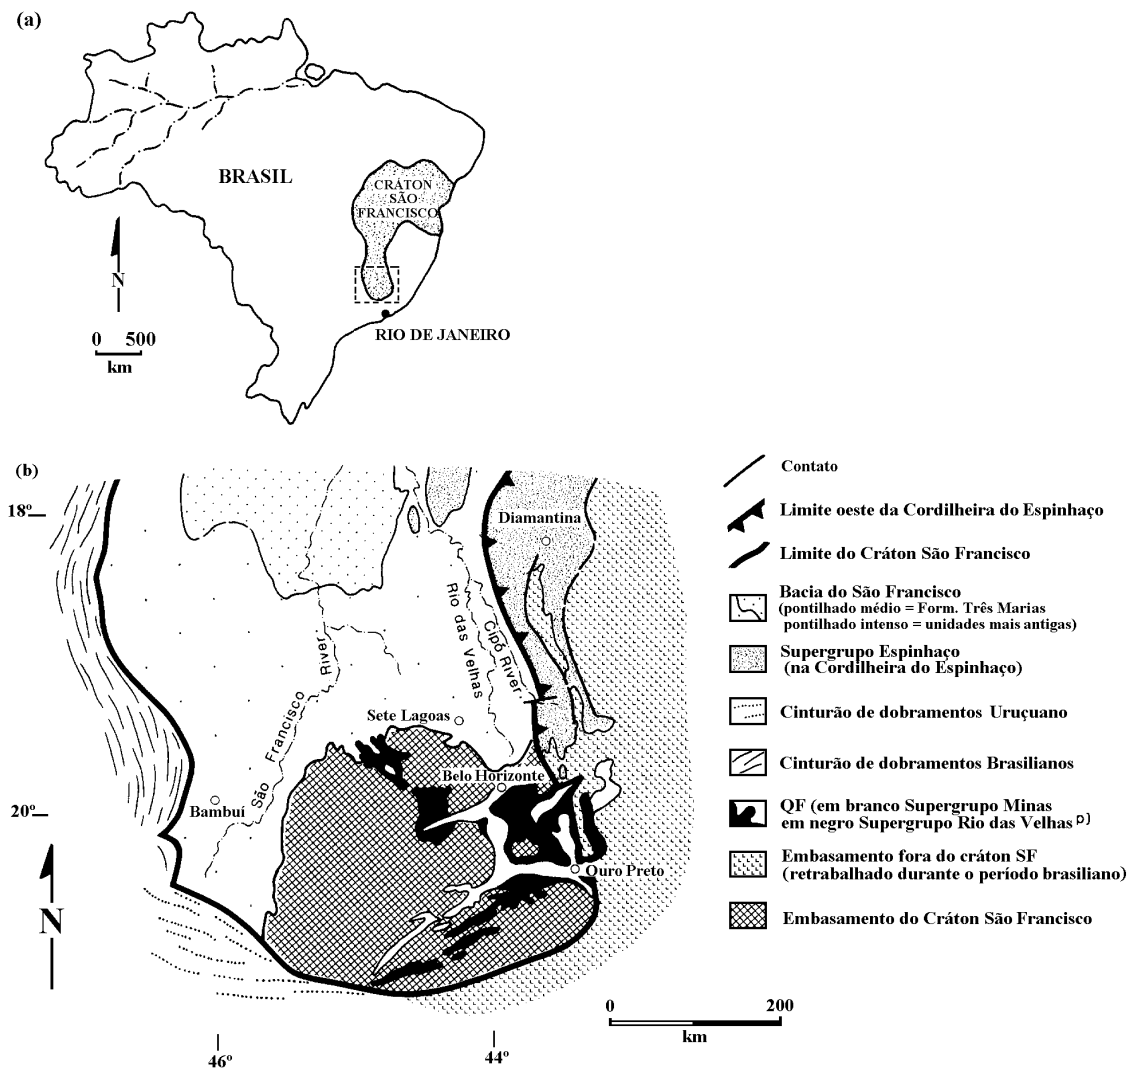 (a)
BRASIL
CRÁTON
SÃO
FRANCISCO
N
0 500
km
RIO DE JANEIRO
(b)
18º
Diamantina
Rio das Velhas
Cipó River
River
São Francisco
Sete Lagoas
Belo Horizonte
Bambuí
20º
Ouro Preto
N
46º
44º
0 200
km
Contato
Limite oeste da Cordilheira do Espinhaço
Limite do Cráton São Francisco
Bacia do São Francisco
(pontilhado médio = Form. Três Marias
pontilhado intenso = unidades mais antigas)
Supergrupo Espinhaço
(na Cordilheira do Espinhaço)
Cinturão de dobramentos Uruçuano
Cinturão de dobramentos Brasilianos
QF (em branco Supergrupo Minas
em negro Supergrupo Rio das Velhas p)
Embasamento fora do cráton SF
(retrabalhado durante o período brasiliano)
Embasamento do Cráton São Francisco